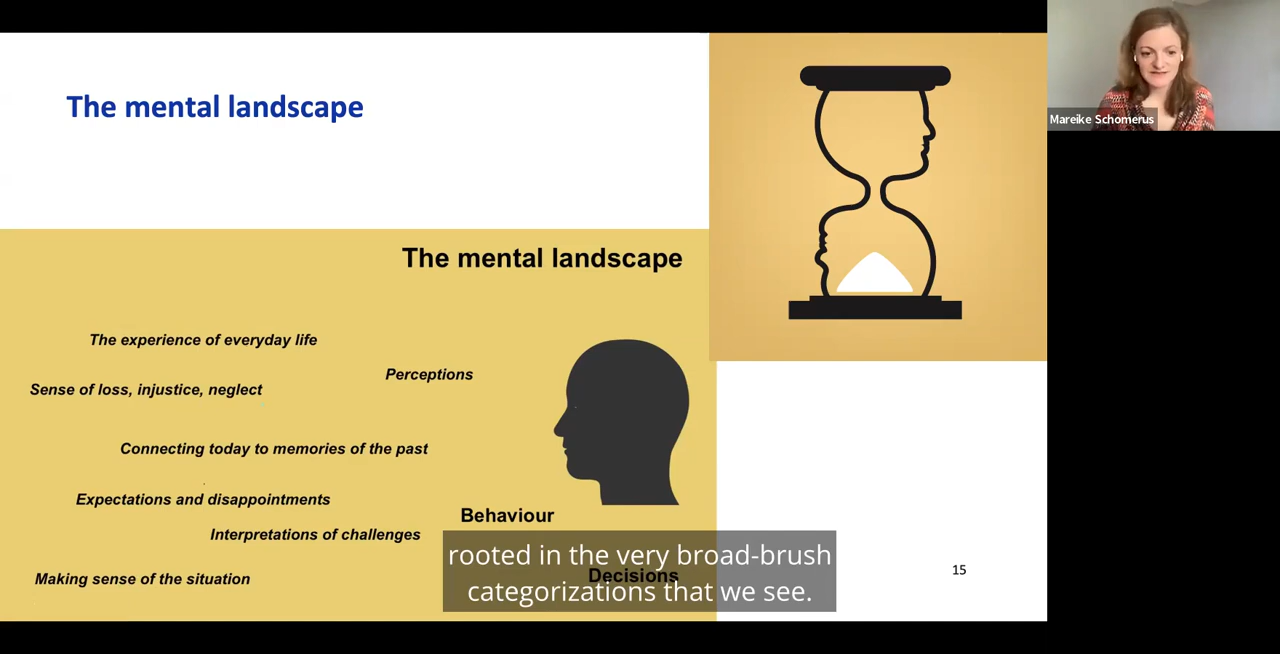 The mental landscape
Mareike Schomerus
The mental landscape
The experience of everyday life
Perceptions
Sense of loss, injustice, neglect
Connecting today to memories of the past
Expectations and disappointments
Behaviour
Interpretations of challenges
rooted in the very broad-brush
categorizations that we see.
Decisions
Making sense of the situation
15